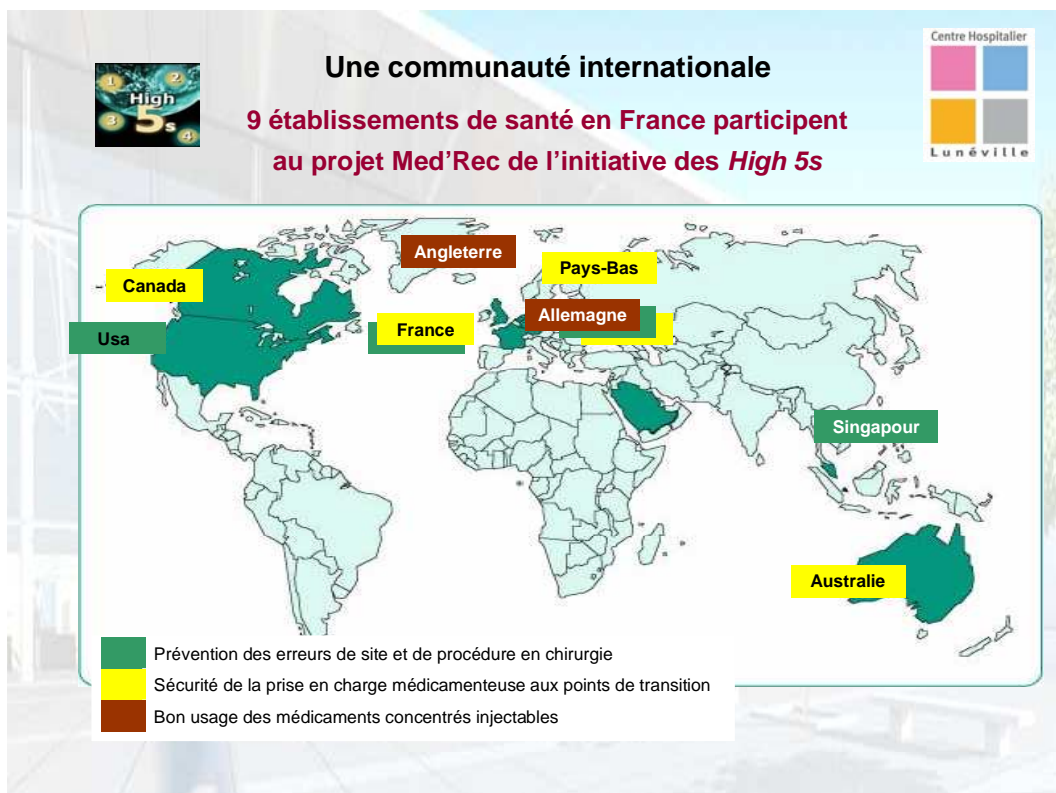 Une communauté internationale
9 établissements de santé en France participent
au projet Med’Rec de l’initiative des High 5s
1
2
High
5s
3
4
Centre Hospitalier
Lunéville
Angleterre
Pays-Bas
Canada
Allemagne
France
Usa
Singapour
Australie
Prévention des erreurs de site et de procédure en chirurgie
Sécurité de la prise en charge médicamenteuse aux points de transition
Bon usage des médicaments concentrés injectables